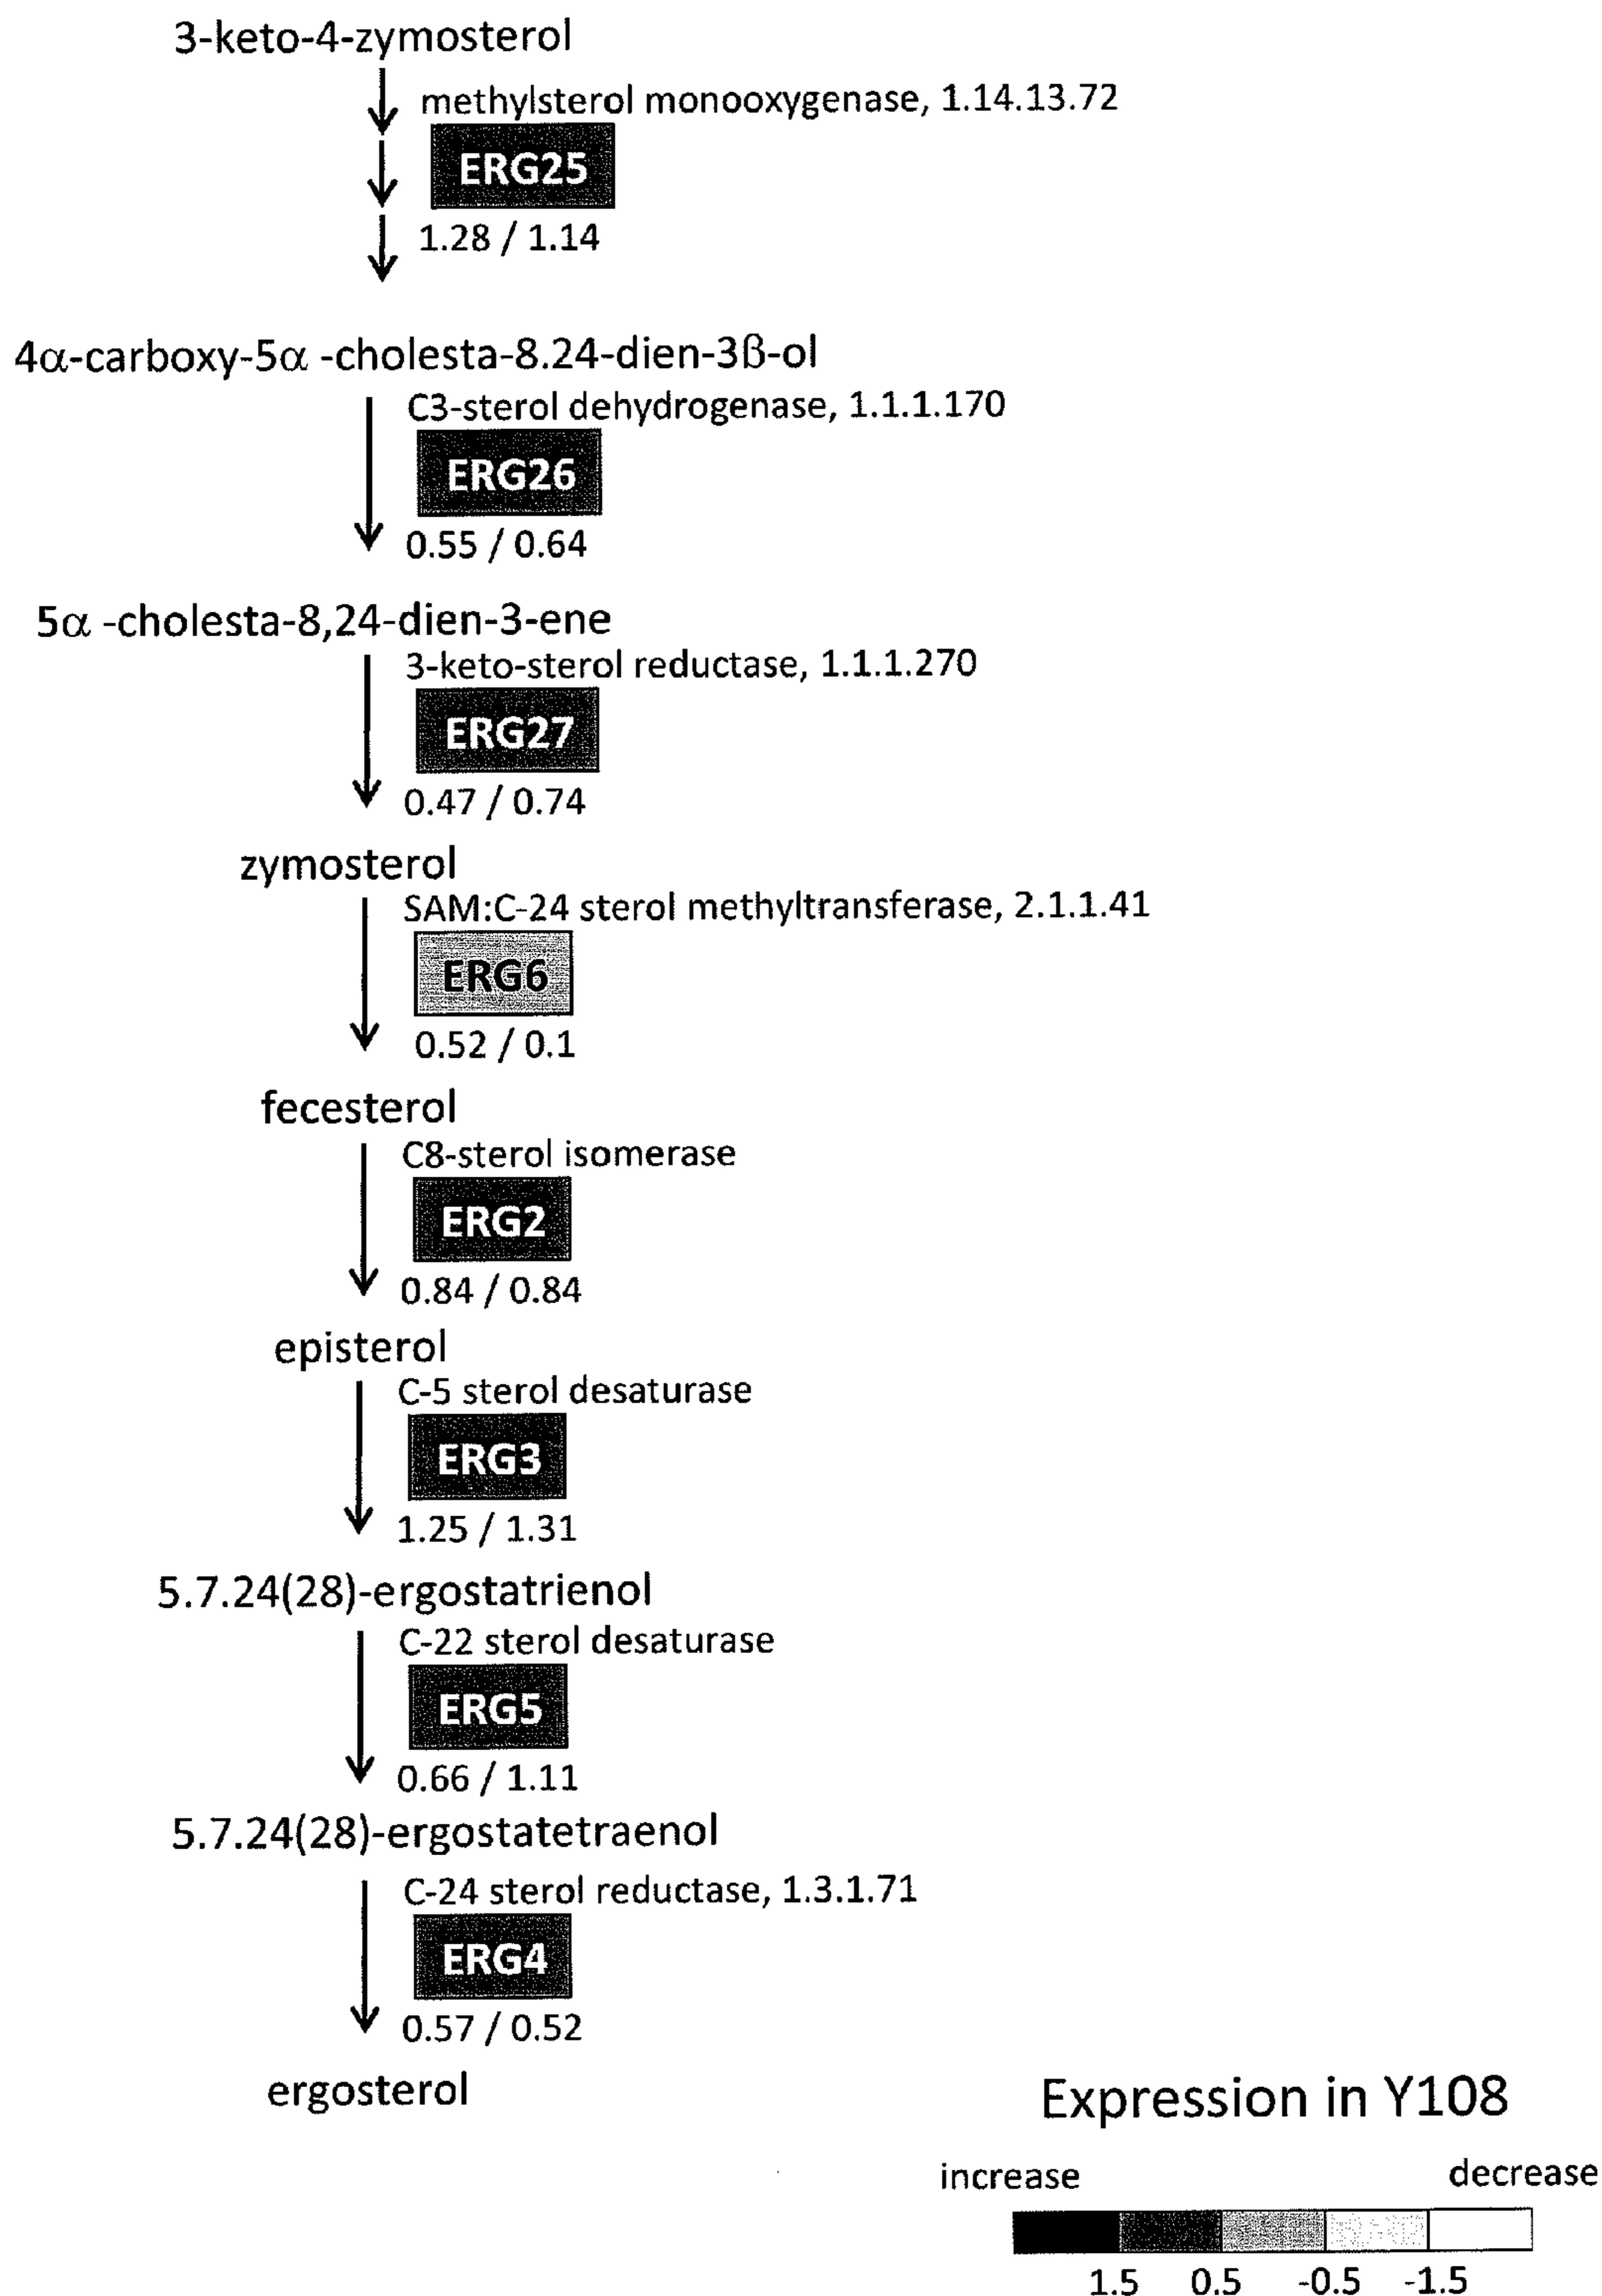 3-keto-4-zymosterol
methylsterol monooxygenase, 1.14.13.72
ERG25
1.28 / 1.14
4α-carboxy-5α -cholesta-8.24-dien-3ß-ol
C3-sterol dehydrogenase, 1.1.1.170
ERG26
0.55 / 0.64
5α -cholesta-8,24-dien-3-ene
3-keto-sterol reductase, 1.1.1.270
ERG27
0.47 / 0.74
zymosterol
SAM:C-24 sterol methyltransferase, 2.1.1.41
ERG6
0.52 / 0.1
fecesterol
C8-sterol isomerase
ERG2
0.84 / 0.84
episterol
C-5 sterol desaturase
ERG3
1.25 / 1.31
5.7.24(28)-ergostatrienol
C-22 sterol desaturase
ERG5
0.66 / 1.11
5.7.24(28)-ergostatetraenol
C-24 sterol reductase, 1.3.1.71
ERG4
0.57 / 0.52
ergosterol
Expression in Y108
increase decrease
1.5 0.5 -0.5 -1.5